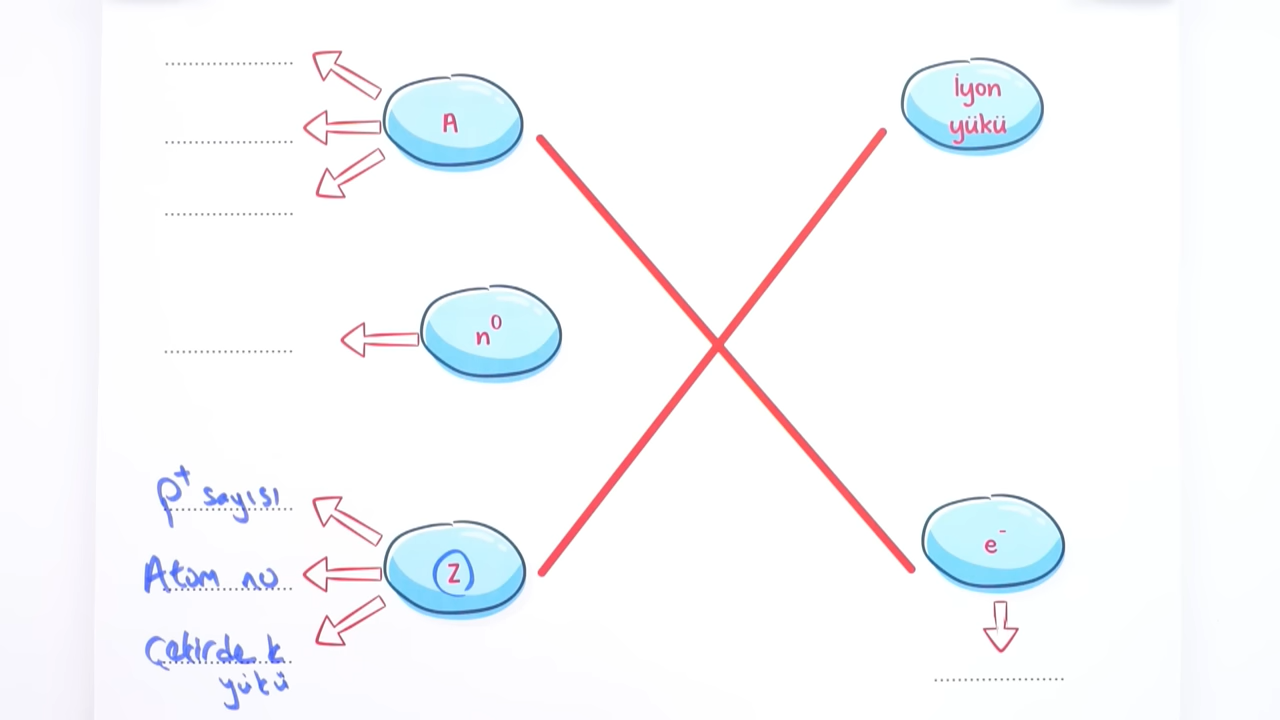 A
İyon
yükü
n⁰
p⁺ sayısı
Atom no
Çekirdek
yükü
Z
e⁻